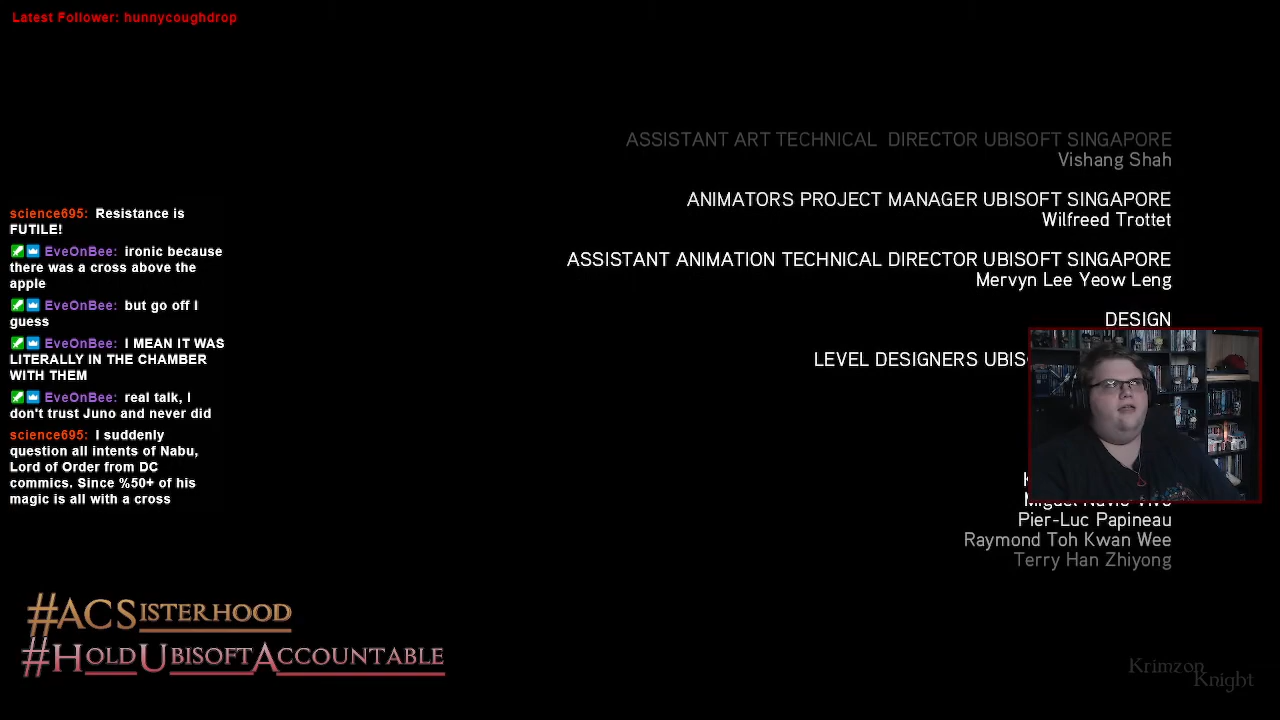 Latest Follower: hunnycoughdrop
ASSISTANT ART TECHNICAL DIRECTOR UBISOFT SINGAPORE
Vishang Shah
ANIMATORS PROJECT MANAGER UBISOFT SINGAPORE
Wilfreed Trottet
ASSISTANT ANIMATION TECHNICAL DIRECTOR UBISOFT SINGAPORE
Mervyn Lee Yeow Leng
DESIGN
LEVEL DESIGNERS
Pier-Luc Papineau
Raymond Toh Kwan Wee
Terry Han Zhiyong
science695: Resistance is
FUTILE!
EveOnBee: ironic because
there was a cross above the
apple
EveOnBee: but go off I
guess
EveOnBee: I MEAN IT WAS
LITERALLY IN THE CHAMBER
WITH THEM
EveOnBee: real talk, I
don't trust Juno and never did
science695: I suddenly
question all intents of Nabu,
Lord of Order from DC
commics. Since %50+ of his
magic is all with a cross
#ACSISTERHOOD
#HOLDUBISOFTACCOUNTABLE
Krimzon
Knight